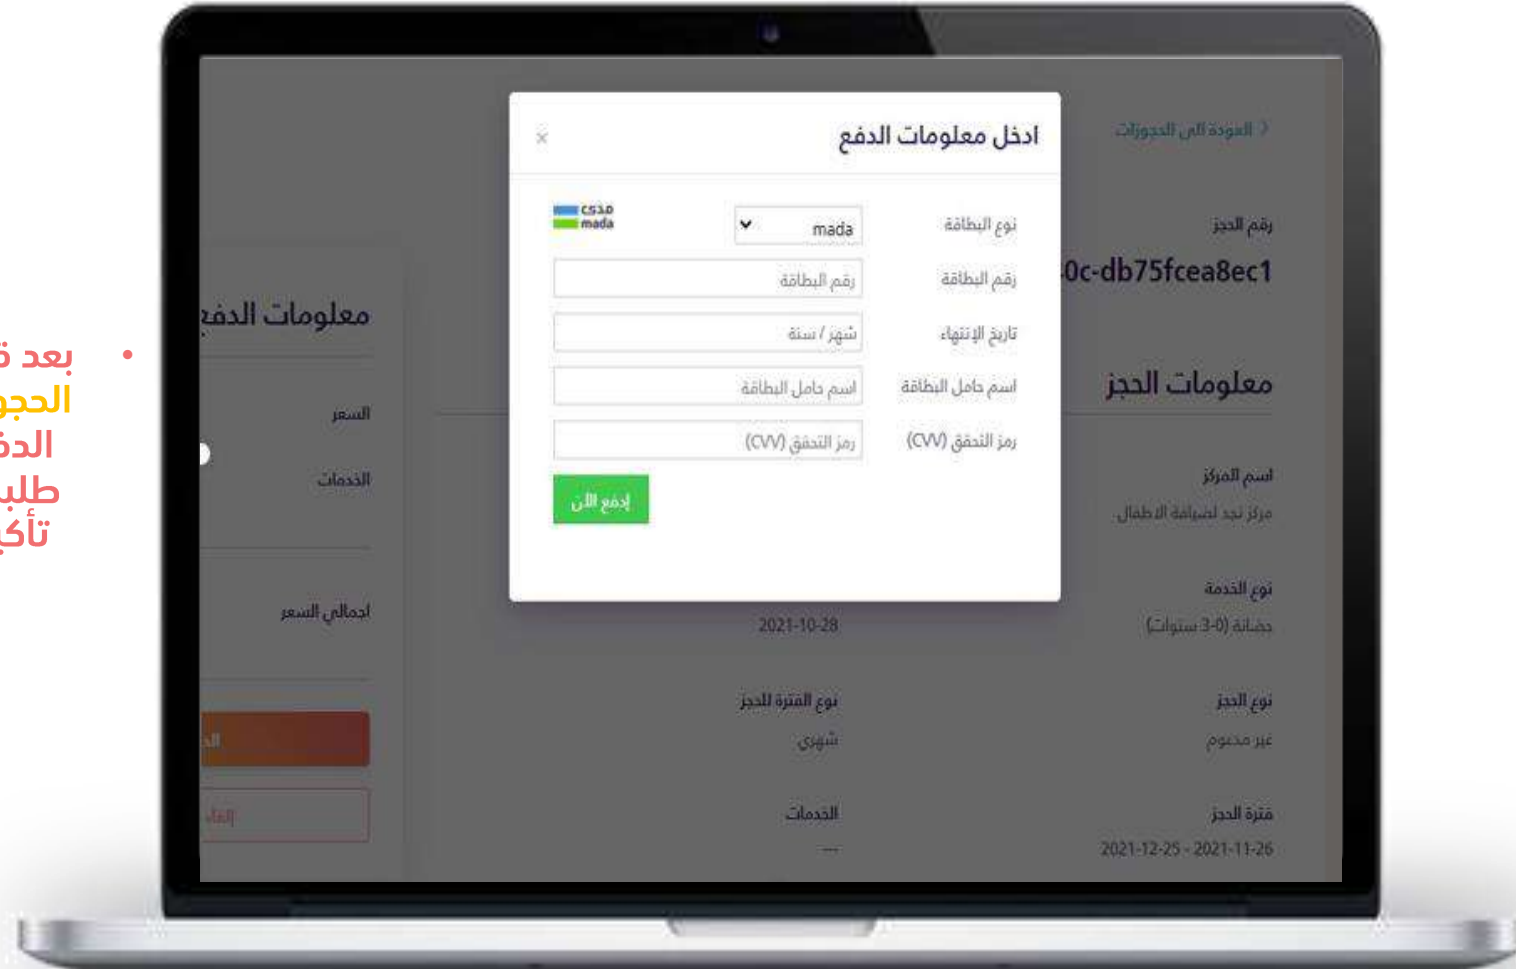 ادخل معلومات الدفع
×
نوع البطاقة
mada
مدى
mada
رقم البطاقة
رقم البطاقة
تاريخ الإنتهاء
شهر / سنة
اسم حامل البطاقة
اسم حامل البطاقة
رمز التحقق (CVV)
رمز التحقق (CVV)
إدفع الآن
العودة الى الحجوزات
رقم الحجز
0c-db75fcea8ec1
معلومات الحجز
اسم المركز
مركز نجد لضيافة الاطفال
نوع الخدمة
حضانة (0-3 سنوات)
2021-10-28
نوع الحجز
غير مدعوم
نوع الفترة للحجز
شهري
فترة الحجز
2021-12-25 - 2021-11-26
الخدمات
---
معلومات الدفع
السعر
الخدمات
اجمالي السعر
بعد